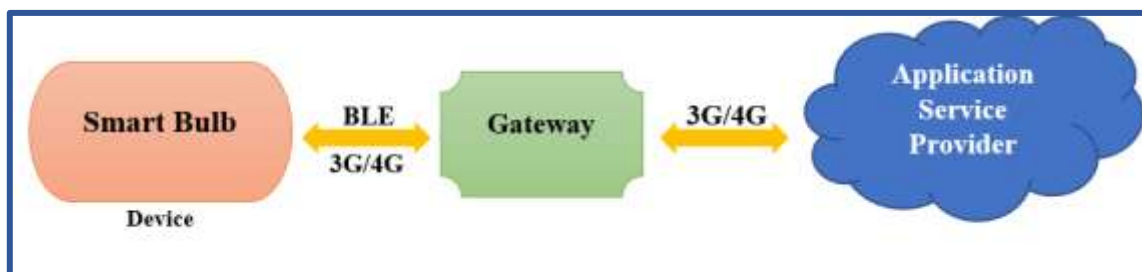 Smart Bulb
Device
BLE
3G/4G
Gateway
3G/4G
Application
Service
Provider